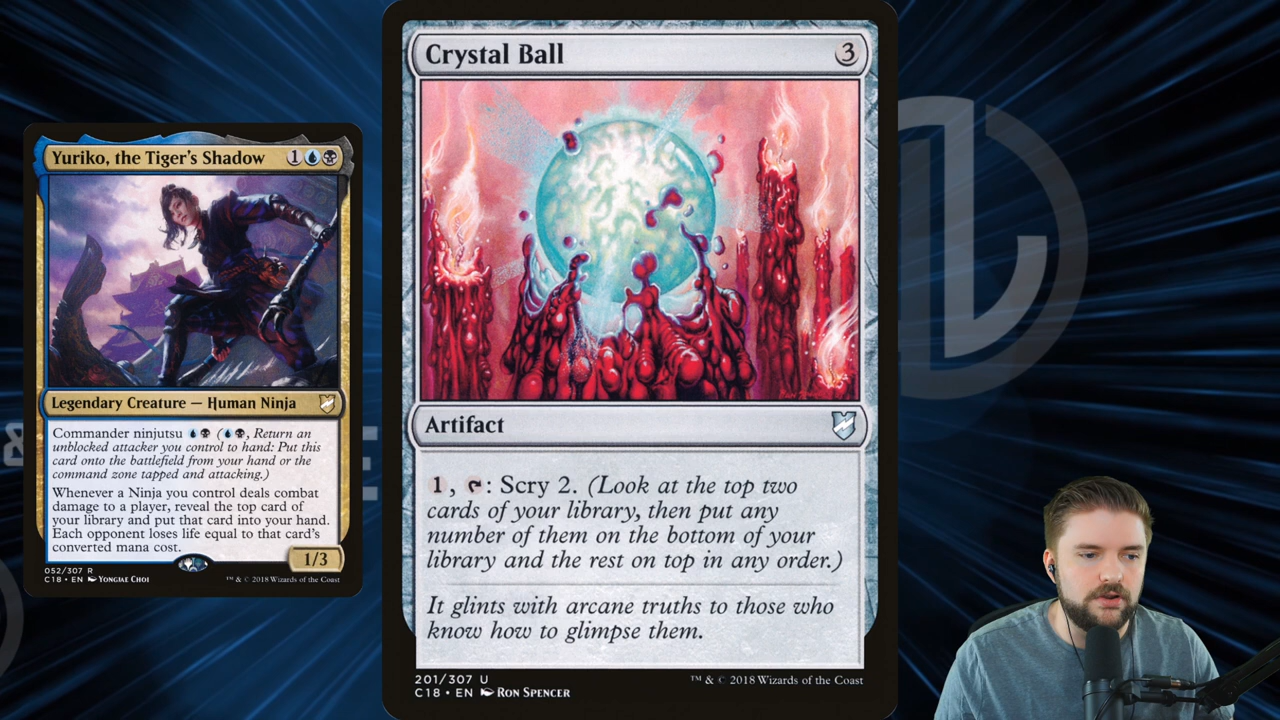 Yuriko, the Tiger's Shadow 1
Legendary Creature — Human Ninja
Commander ninjutsu (, Return an
unblocked attacker you control to hand: Put this
card onto the battlefield from your hand or the
command zone tapped and attacking.)
Whenever a Ninja you control deals combat
damage to a player, reveal the top card of
your library and put that card into your hand.
Each opponent loses life equal to that card's
converted mana cost.
1/3
052/307 R
C18 • EN Yongjae Choi
™ & © 2018 Wizards of the Coast
Crystal Ball 3
Artifact
1, : Scry 2. (Look at the top two
cards of your library, then put any
number of them on the bottom of your
library and the rest on top in any order.)
It glints with arcane truths to those who
know how to glimpse them.
201/307 U
C18 • EN Ron Spencer
™ & © 2018 Wizards of the Coast
&
E